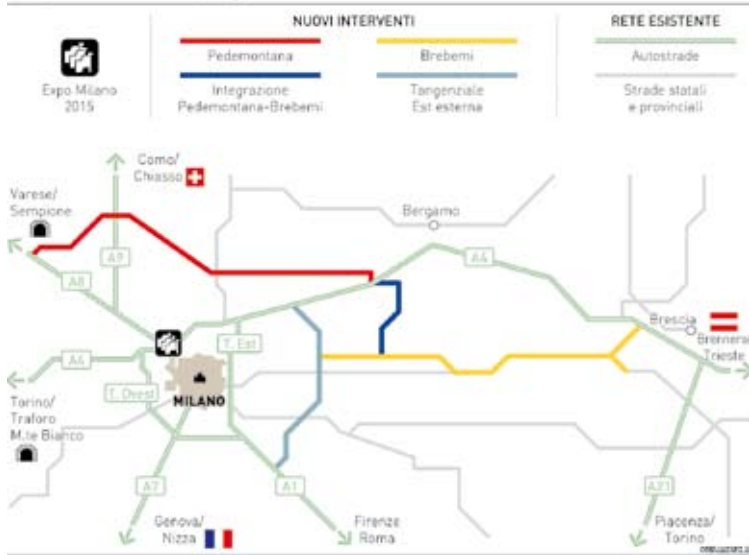 NUOVI INTERVENTI
RETE ESISTENTE
Expo Milano
2015
Pedemontana
Brebemi
Autostrade
Integrazione
Pedemontana-Brebemi
Tangenziale
Est esterna
Strade statali
e provinciali
Como/
Chiasso
Varese/
Sempione
Bergamo
A9
A8
A4
Brescia
Brennero
Trieste
T. Est
A4
T. Ovest
MILANO
Torino/
Traforo
M.te Bianco
A7
A1
A21
Genova/
Nizza
Firenze
Roma
Piacenza/
Torino